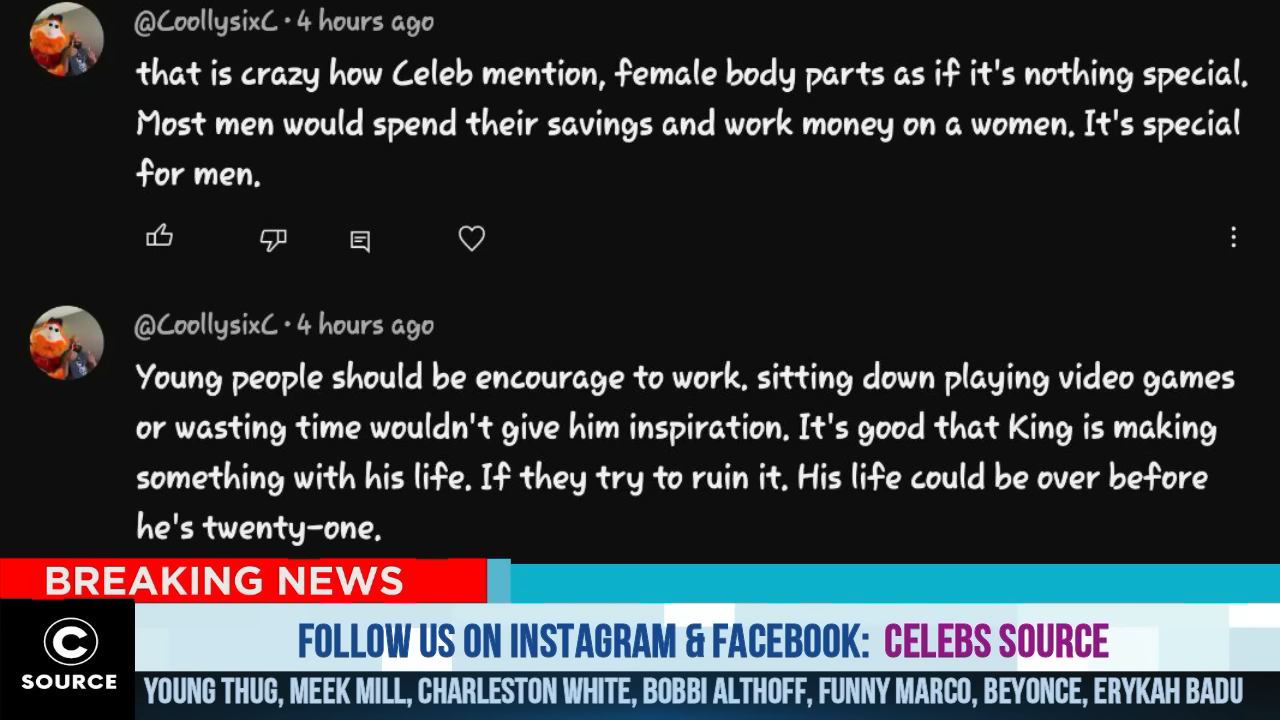 @CoollysixC · 4 hours ago
that is crazy how Celeb mention, female body parts as if it's nothing special.
Most men would spend their savings and work money on a women. It's special
for men.
@CoollysixC · 4 hours ago
Young people should be encourage to work. sitting down playing video games
or wasting time wouldn't give him inspiration. It's good that King is making
something with his life. If they try to ruin it. His life could be over before
he's twenty-one.
BREAKING NEWS
C
SOURCE
FOLLOW US ON INSTAGRAM & FACEBOOK: CELEBS SOURCE
YOUNG THUG, MEEK MILL, CHARLESTON WHITE, BOBBI ALTHOFF, FUNNY MARCO, BEYONCE, ERYKAH BADU